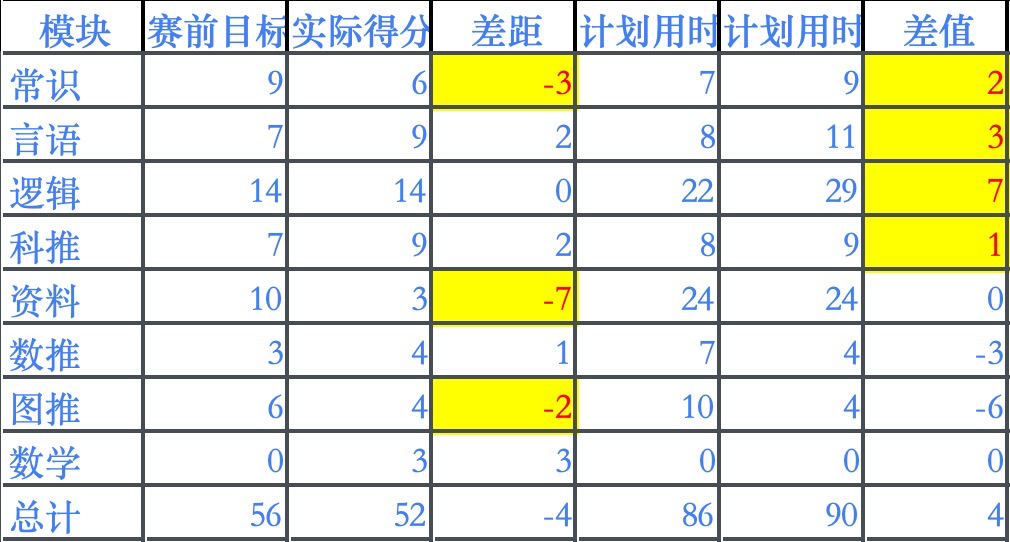 模块 赛前目标 实际得分 差距 计划用时 计划用时 差值
常识 9 6 -3 7 9 2
言语 7 9 2 8 11 3
逻辑 14 14 0 22 29 7
科推 7 9 2 8 9 1
资料 10 3 -7 24 24 0
数推 3 4 1 7 4 -3
图推 6 4 -2 10 4 -6
数学 0 3 3 0 0 0
总计 56 52 -4 86 90 4